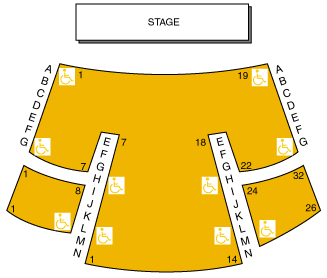 STAGE
A 1 19 A
B B
C C
D D
E E
F F
G G
E 7 18 E
F F
G 7 22 G
H H
1 32
I I
8 24
J J
K K
L L
1 26
M M
N 1 14 N